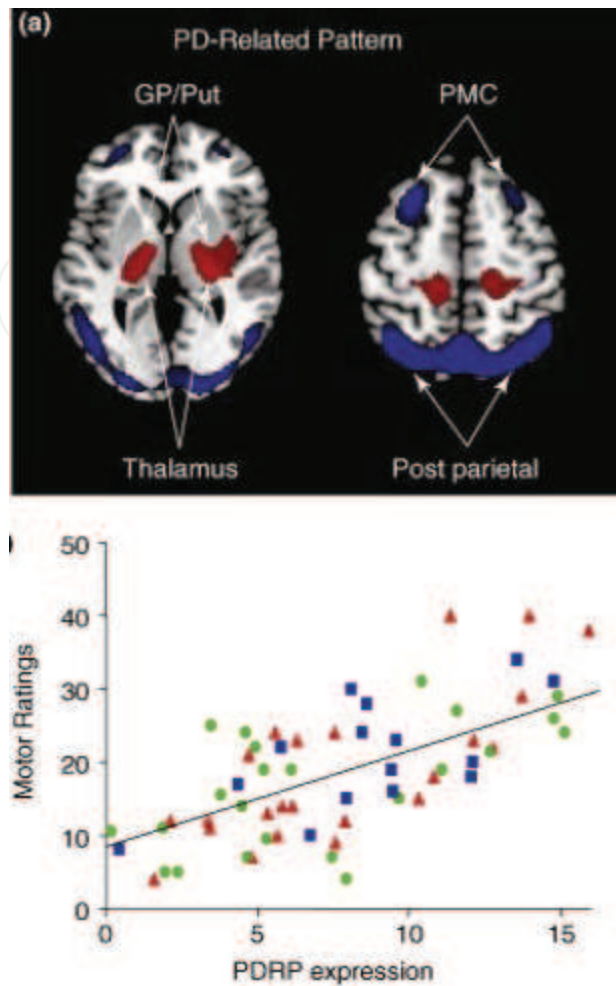 (a)
PD-Related Pattern
GP/Put
PMC
Thalamus
Post parietal
50
40
30
20
10
0
Motor Ratings
0
5
10
15
PDRP expression